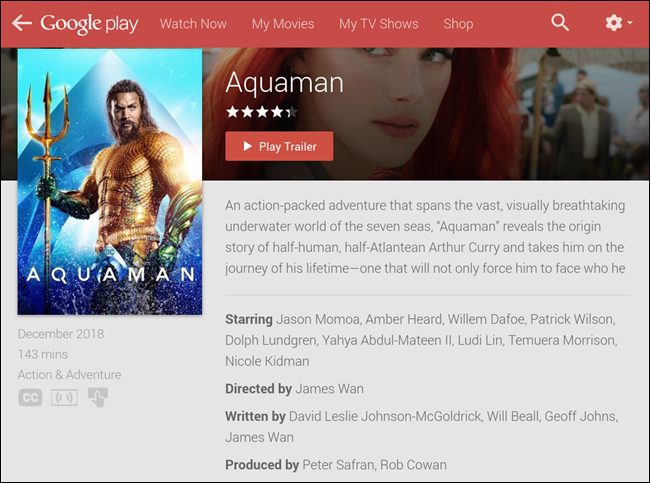 Google play Watch Now My Movies My TV Shows Shop
Aquaman
Play Trailer
AQUAMAN
An action-packed adventure that spans the vast, visually breathtaking
underwater world of the seven seas, “Aquaman” reveals the origin
story of half-human, half-Atlantean Arthur Curry and takes him on the
journey of his lifetime—one that will not only force him to face who he
December 2018
143 mins
Action & Adventure
CC
Starring Jason Momoa, Amber Heard, Willem Dafoe, Patrick Wilson,
Dolph Lundgren, Yahya Abdul-Mateen II, Ludi Lin, Temuera Morrison,
Nicole Kidman
Directed by James Wan
Written by David Leslie Johnson-McGoldrick, Will Beall, Geoff Johns,
James Wan
Produced by Peter Safran, Rob Cowan